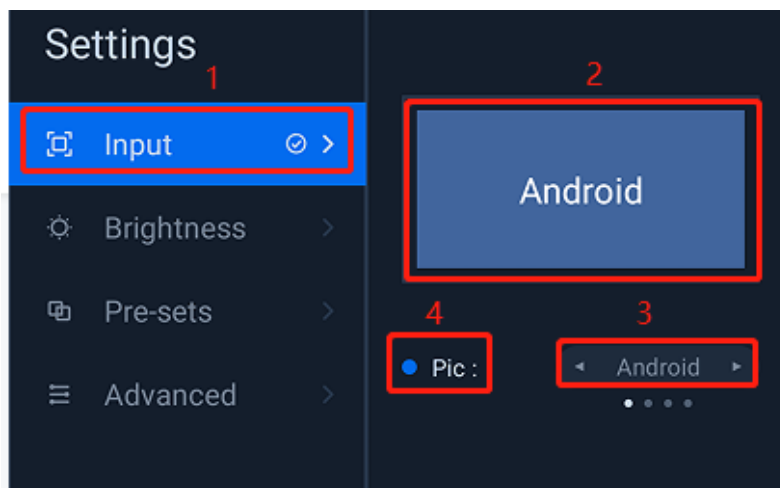 Settings
1
Input
Brightness
Pre-sets
Advanced
2
Android
4
Pic :
3
Android